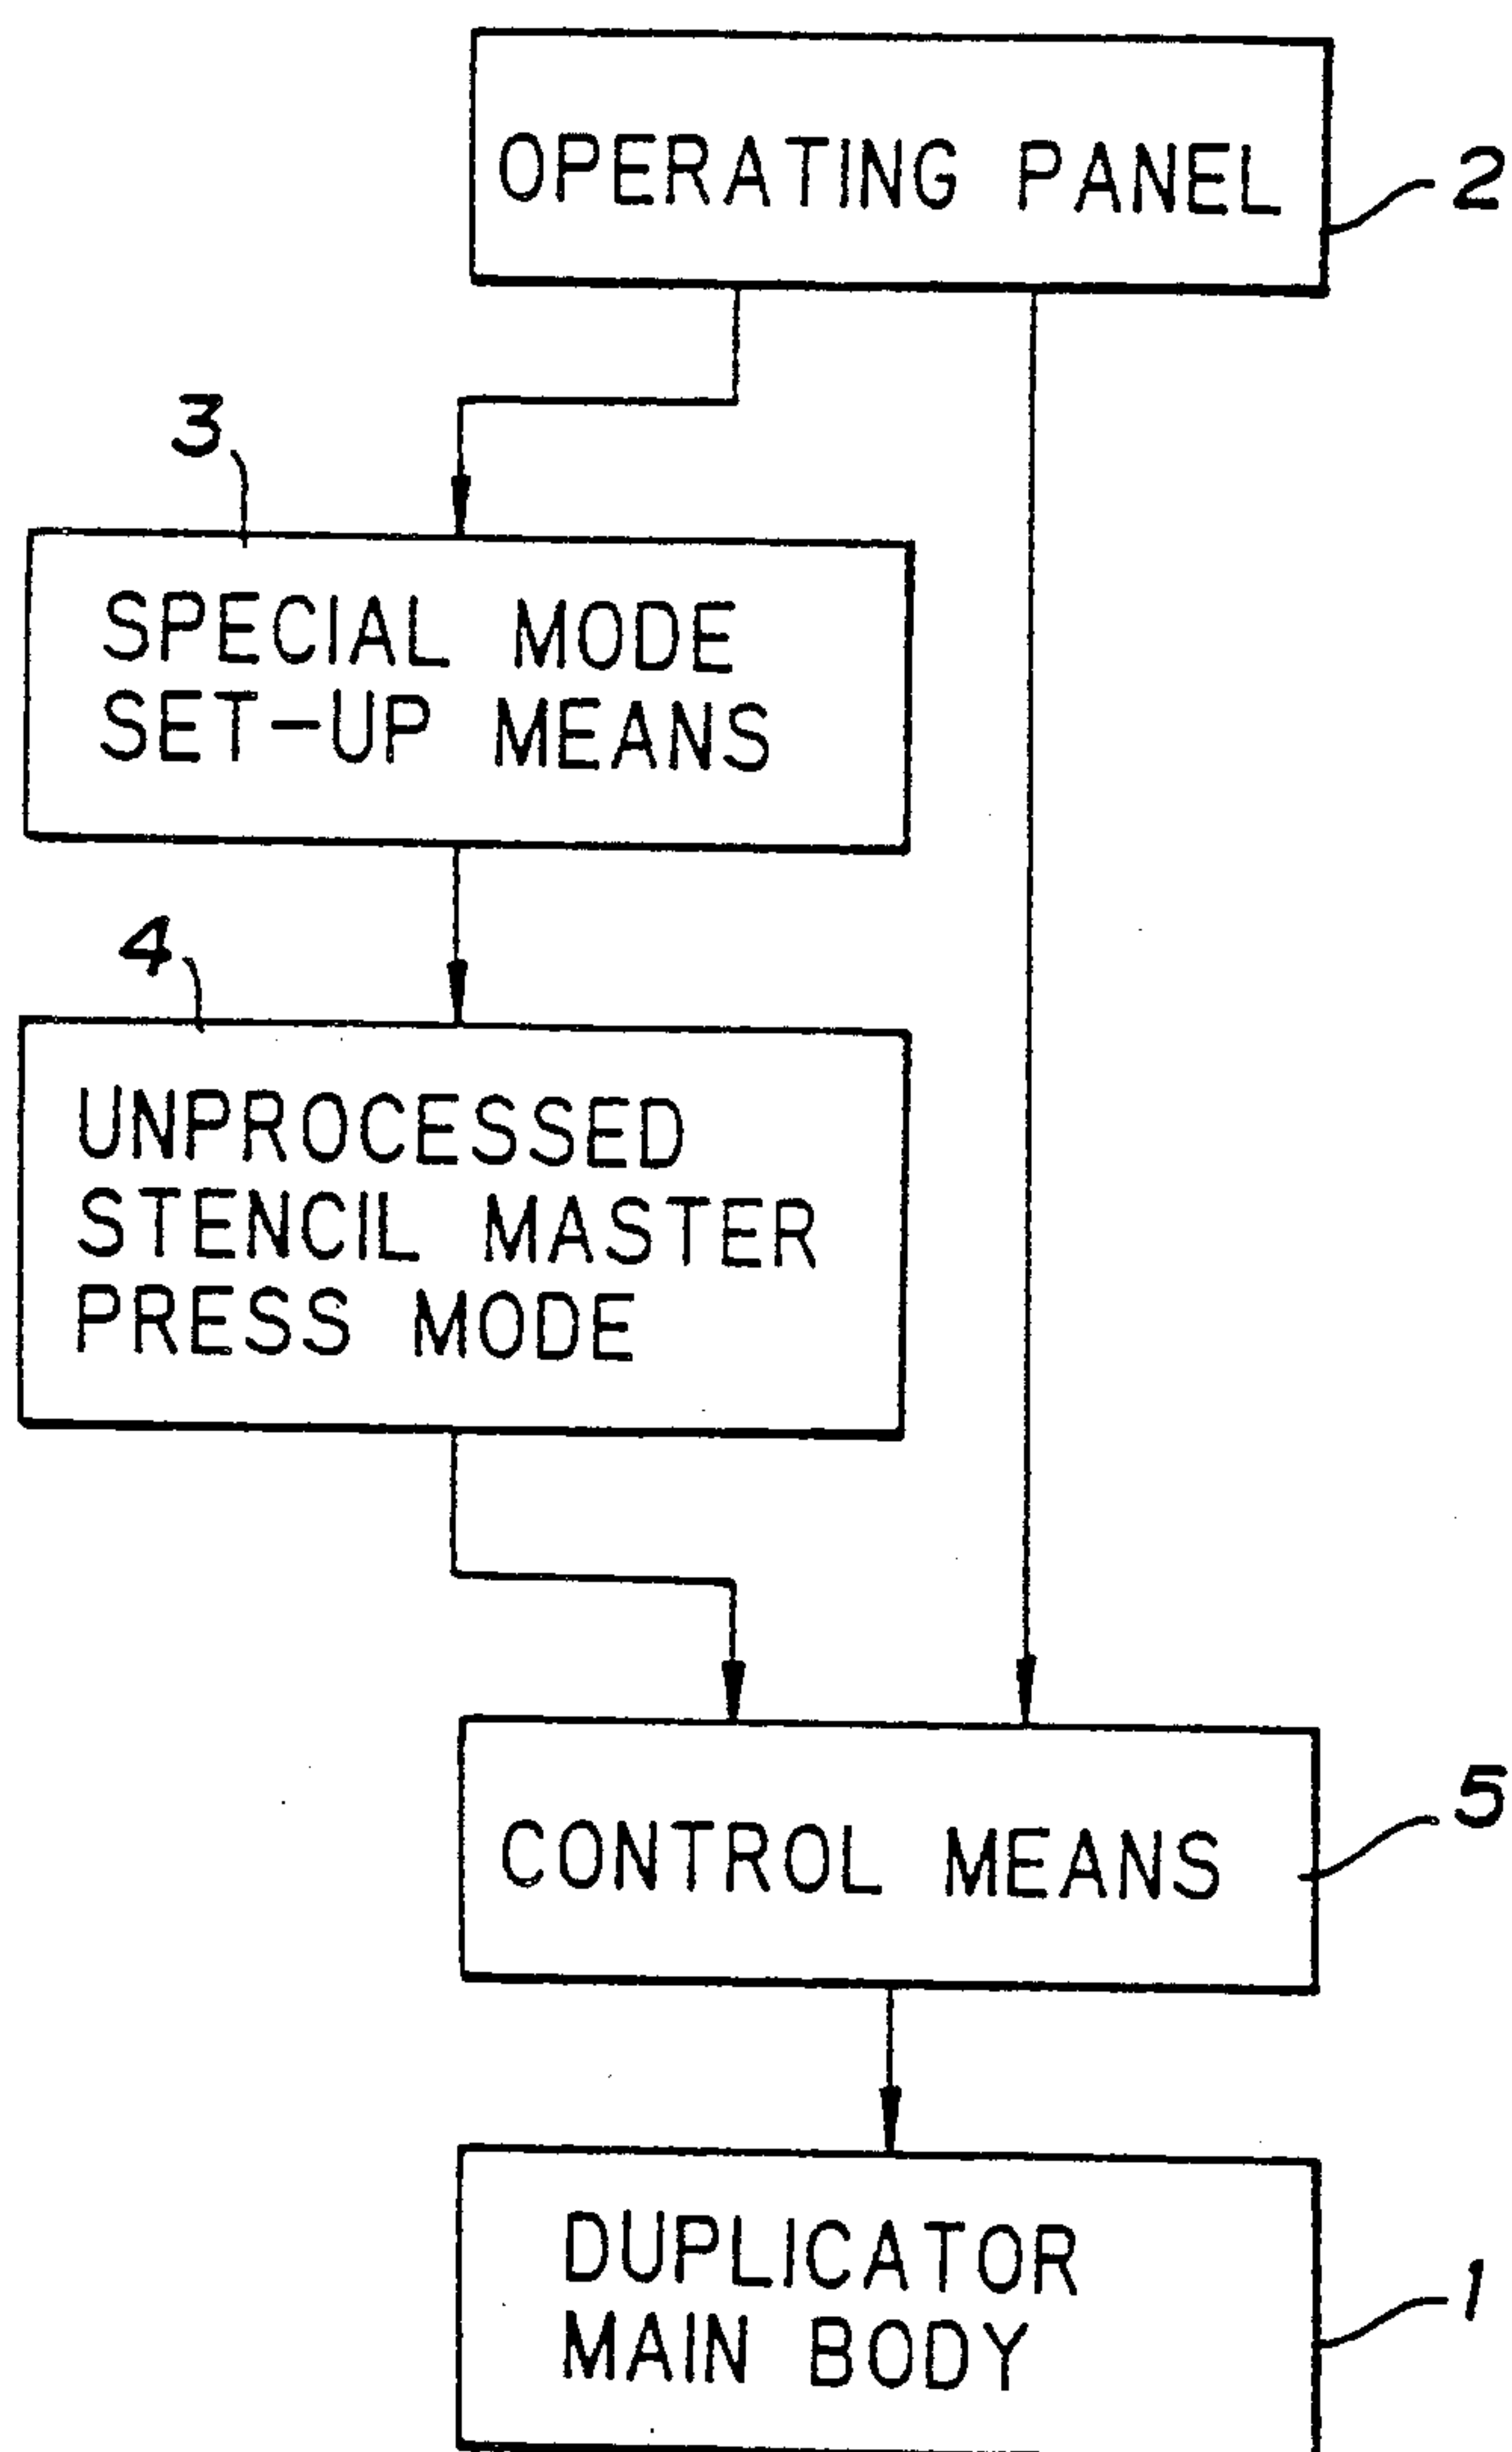 OPERATING PANEL
2
3
SPECIAL MODE
SET-UP MEANS
4
UNPROCESSED
STENCIL MASTER
PRESS MODE
CONTROL MEANS
5
DUPLICATOR
MAIN BODY
1